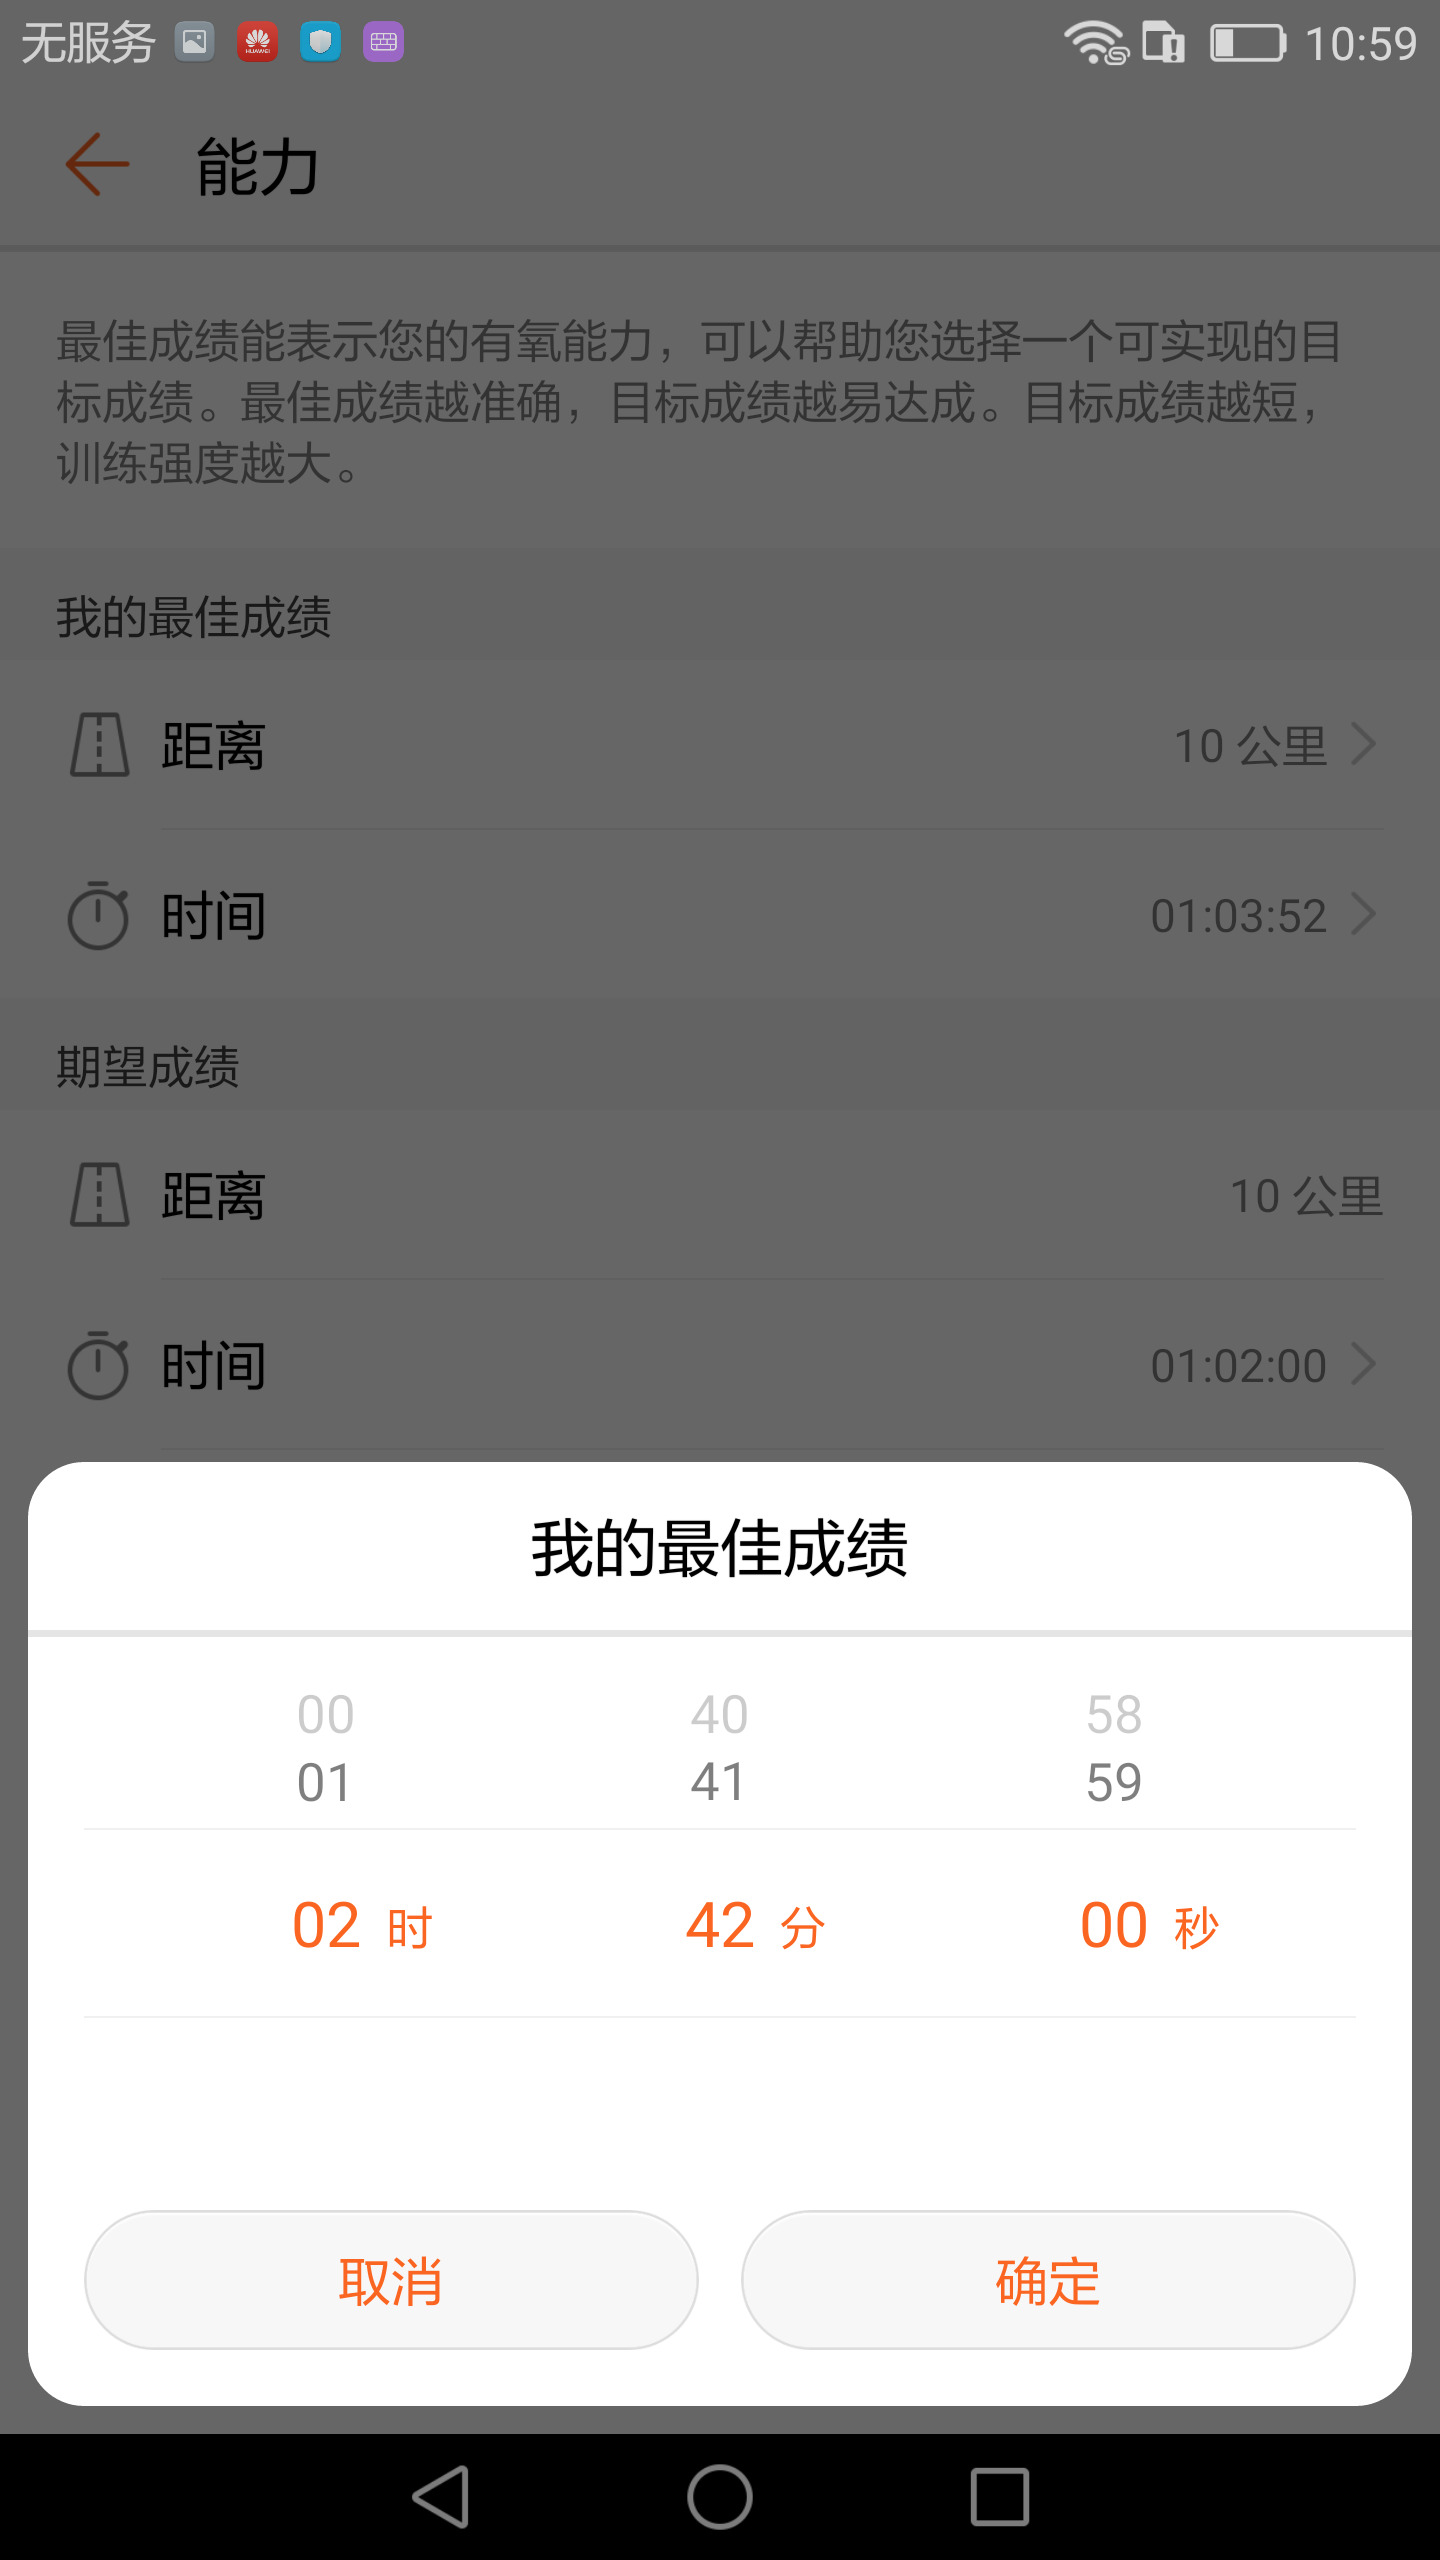 无服务 HUAWEI 10:59
能力
最佳成绩能表示您的有氧能力，可以帮助您选择一个可实现的目
标成绩。最佳成绩越准确，目标成绩越易达成。目标成绩越短，
训练强度越大。
我的最佳成绩
距离 10 公里
时间 01:03:52
期望成绩
距离 10 公里
时间 01:02:00
我的最佳成绩
00 40 58
01 41 59
02 时 42 分 00 秒
取消 确定